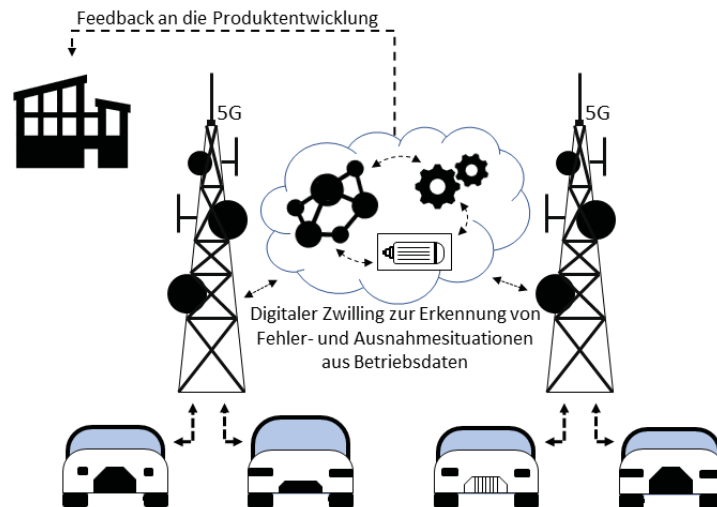 Feedback an die Produktentwicklung
5G
5G
Digitaler Zwilling zur Erkennung von
Fehler- und Ausnahmesituationen
aus Betriebsdaten